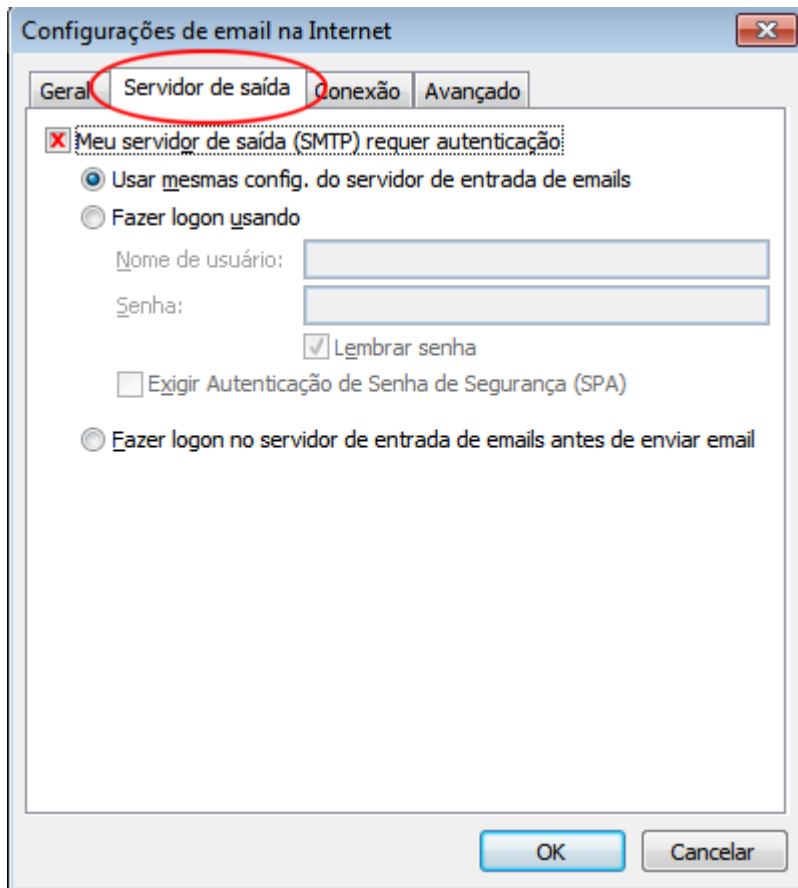 Configurações de email na Internet
Geral Servidor de saída Conexão Avançado
Meu servidor de saída (SMTP) requer autenticação
Usar mesmas config. do servidor de entrada de emails
Fazer logon usando
Nome de usuário:
Senha:
Lembrar senha
Exigir Autenticação de Senha de Segurança (SPA)
Fazer logon no servidor de entrada de emails antes de enviar email
OK Cancelar